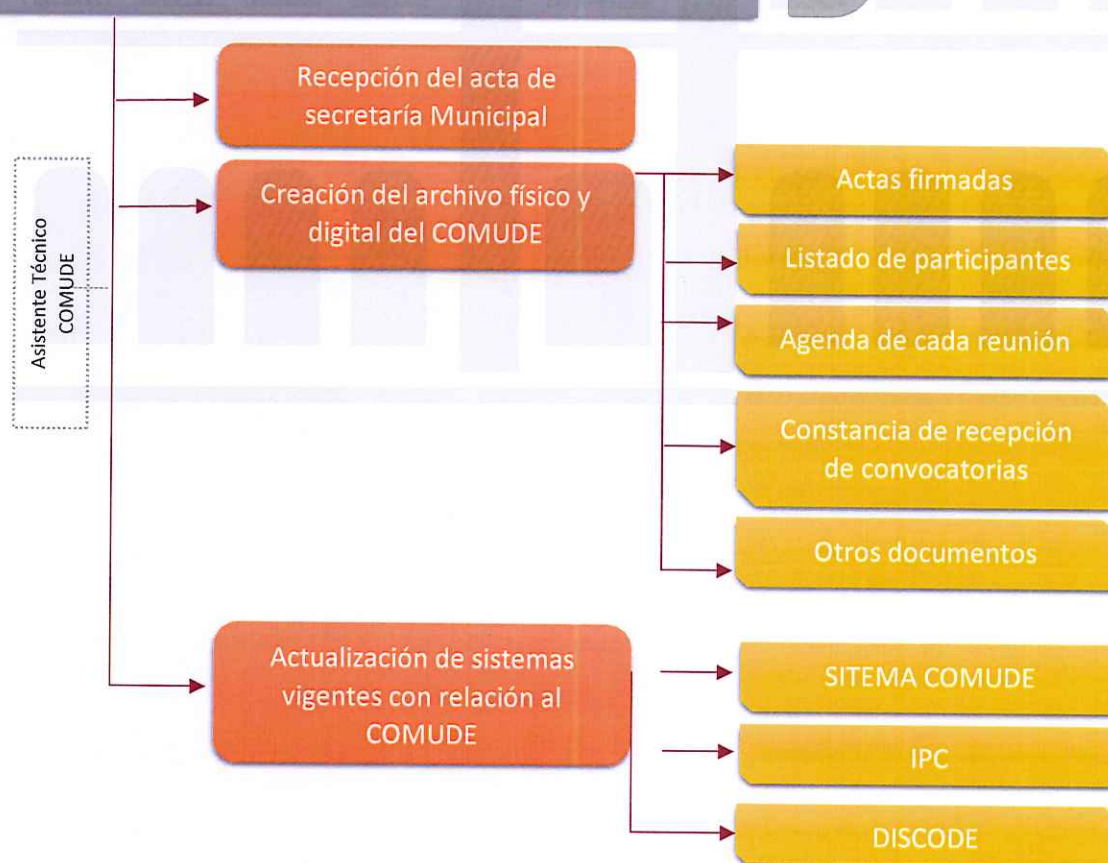 Recepción del acta de
secretaría Municipal
Asistente Técnico
COMUDE
Creación del archivo físico y
digital del COMUDE
Actas firmadas
Listado de participantes
Agenda de cada reunión
Constancia de recepción
de convocatorias
Otros documentos
Actualización de sistemas
vigentes con relación al
COMUDE
SITEMA COMUDE
IPC
DISCODE